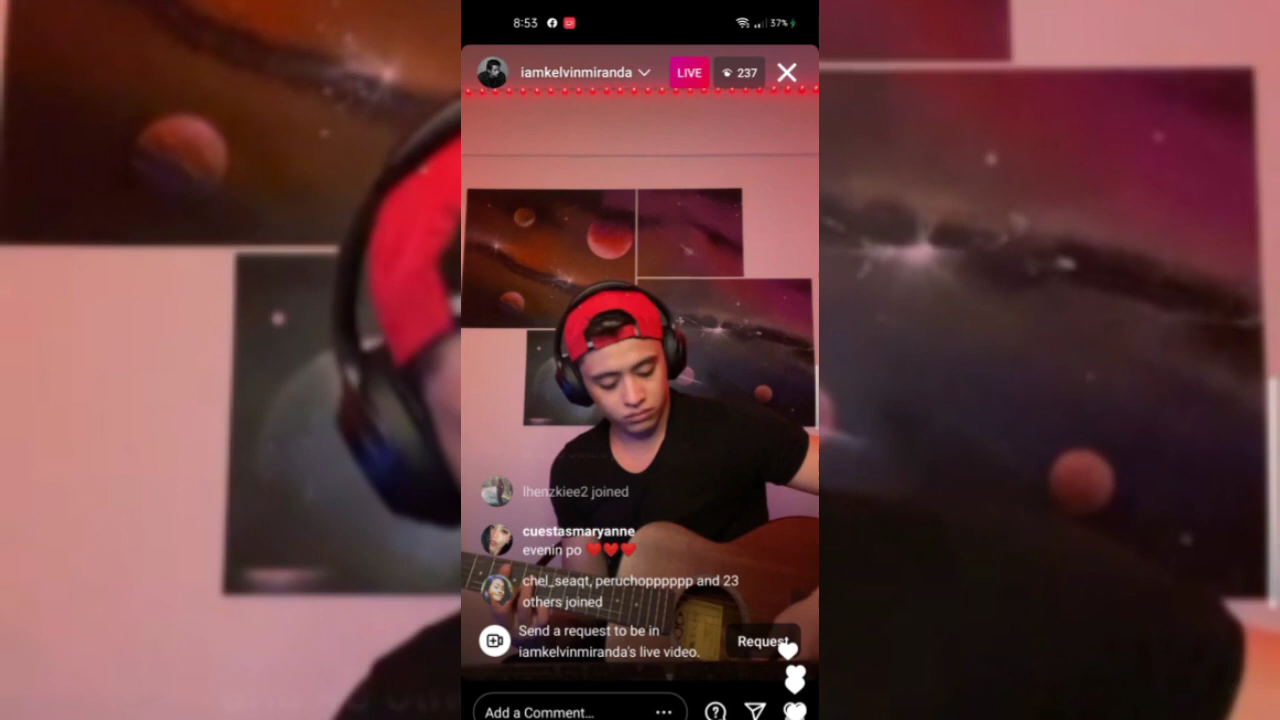 8:53
37%
iamkelvinmiranda
LIVE
237
lhenzkiee2 joined
cuestasmaryanne
evenin po ❤️❤️❤️
chel_seaqt, peruchopppppp and 23
others joined
Send a request to be in
iamkelvinmiranda's live video.
Request
Add a Comment...